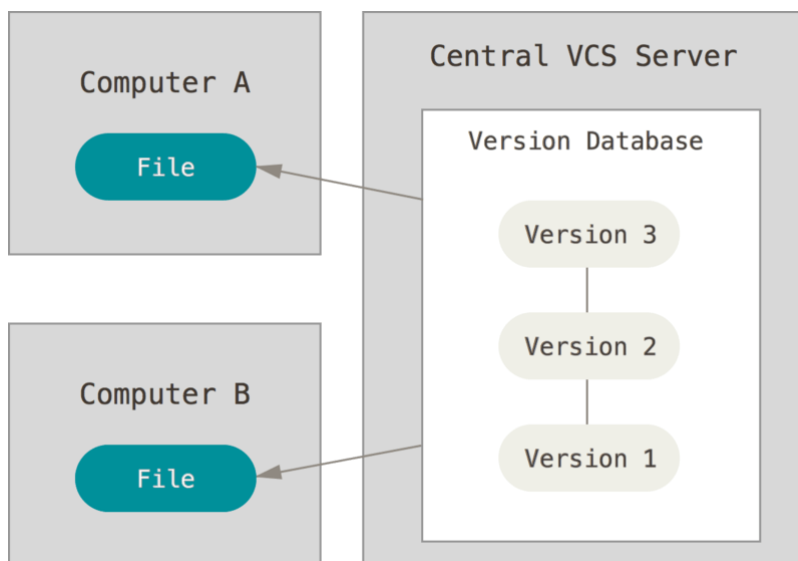 Computer A
File
Computer B
File
Central VCS Server
Version Database
Version 3
Version 2
Version 1